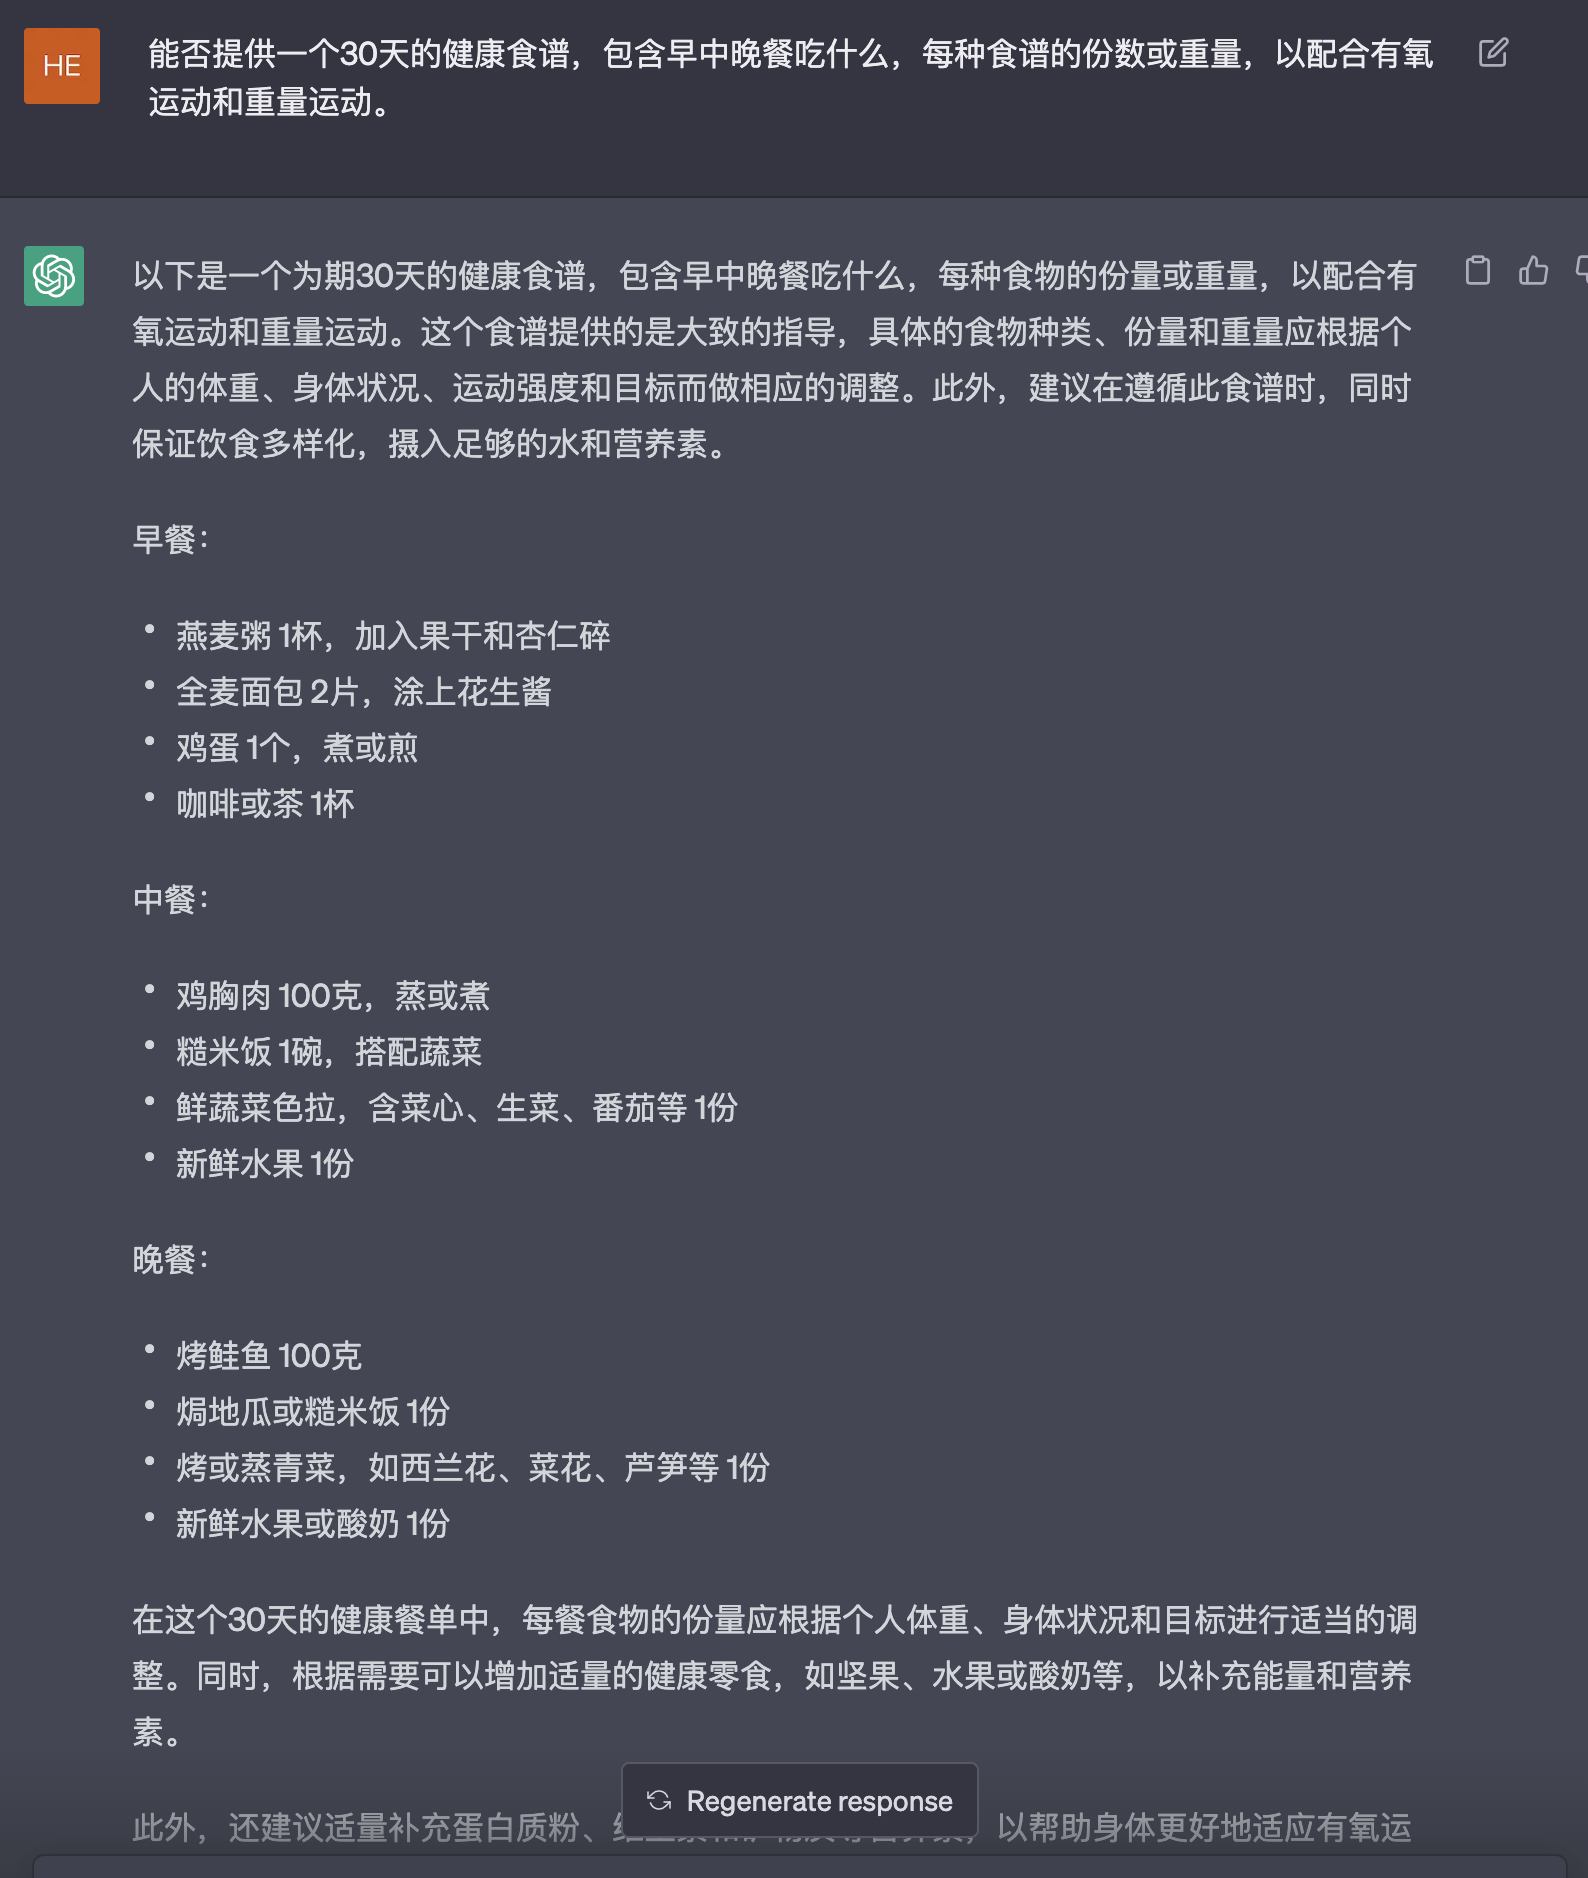 HE
能否提供一个30天的健康食谱，包含早中晚餐吃什么，每种食谱的份数或重量，以配合有氧
运动和重量运动。
以下是一个为期30天的健康食谱，包含早中晚餐吃什么，每种食物的份量或重量，以配合有
氧运动和重量运动。这个食谱提供的是大致的指导，具体的食物种类、份量和重量应根据个
人的体重、身体状况、运动强度和目标而做相应的调整。此外，建议在遵循此食谱时，同时
保证饮食多样化，摄入足够的水和营养素。
早餐：
• 燕麦粥 1杯，加入果干和杏仁碎
• 全麦面包 2片，涂上花生酱
• 鸡蛋 1个，煮或煎
• 咖啡或茶 1杯
中餐：
• 鸡胸肉 100克，蒸或煮
• 糙米饭 1碗，搭配蔬菜
• 鲜蔬菜色拉，含菜心、生菜、番茄等 1份
• 新鲜水果 1份
晚餐：
• 烤鲑鱼 100克
• 焗地瓜或糙米饭 1份
• 烤或蒸青菜，如西兰花、菜花、芦笋等 1份
• 新鲜水果或酸奶 1份
在这个30天的健康餐单中，每餐食物的份量应根据个人体重、身体状况和目标进行适当的调
整。同时，根据需要可以增加适量的健康零食，如坚果、水果或酸奶等，以补充能量和营养
素。
Regenerate response
此外，还建议适量补充蛋白质粉、 以帮助身体更好地适应有氧运